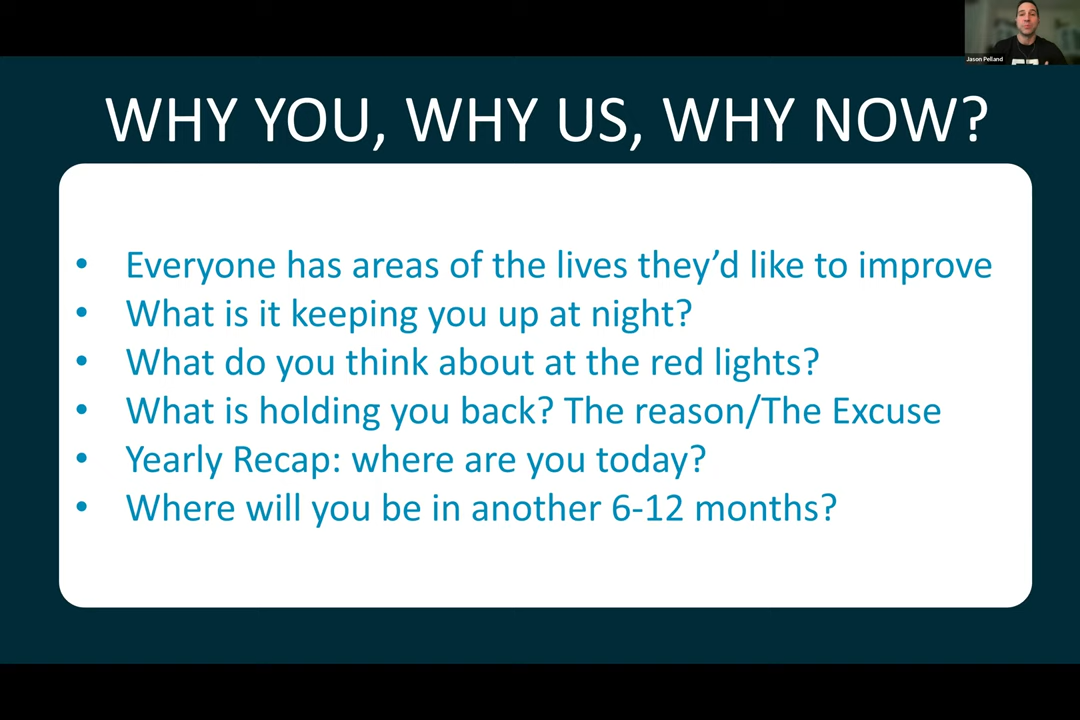 Jason Pelland
WHY YOU, WHY US, WHY NOW?
• Everyone has areas of the lives they’d like to improve
• What is it keeping you up at night?
• What do you think about at the red lights?
• What is holding you back? The reason/The Excuse
• Yearly Recap: where are you today?
• Where will you be in another 6-12 months?